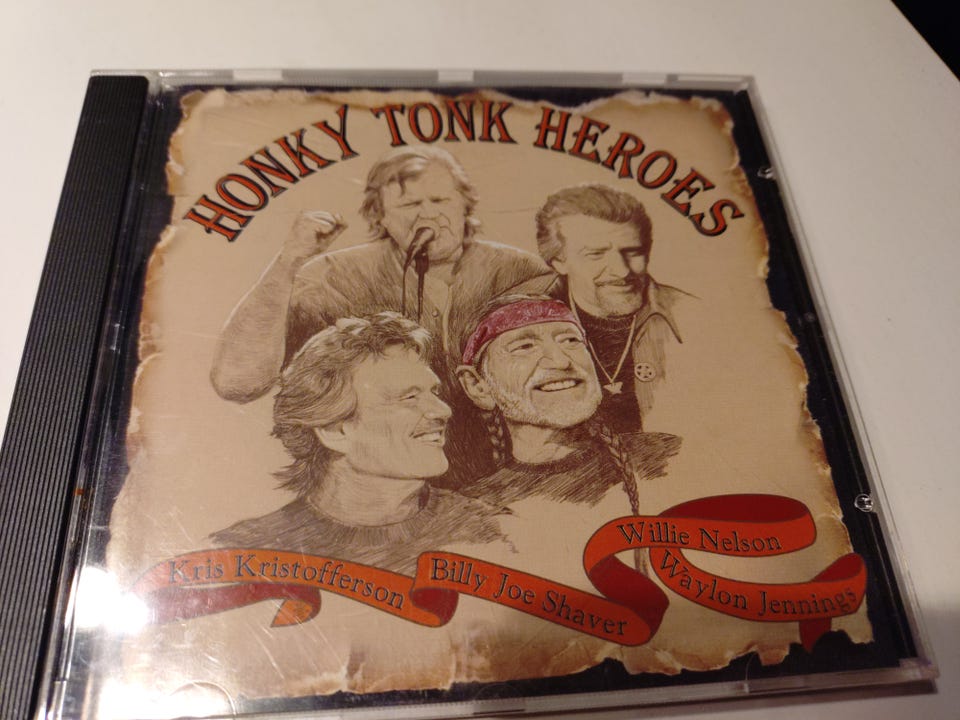 HONKY TONK HEROES
Kris Kristofferson
Billy Joe Shaver
Willie Nelson
Waylon Jennings